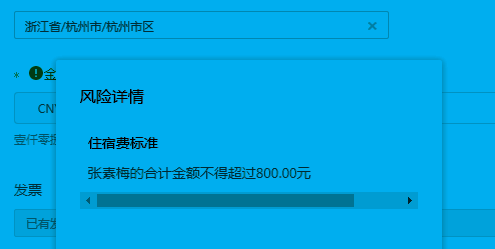 浙江省/杭州市/杭州市区 ×
* ! 金
CN
壹仟零
风险详情
住宿费标准
张素梅的合计金额不得超过800.00元
发票
已有发